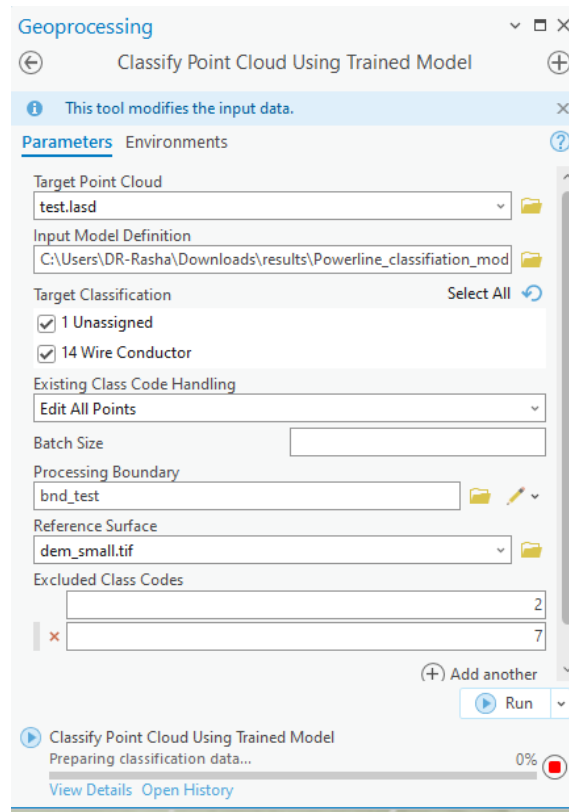 Geoprocessing
Classify Point Cloud Using Trained Model
This tool modifies the input data.
Parameters Environments
Target Point Cloud
test.lasd
Input Model Definition
C:\Users\DR-Rasha\Downloads\results\Powerline_classifiation_mod
Target Classification Select All
1 Unassigned
14 Wire Conductor
Existing Class Code Handling
Edit All Points
Batch Size
Processing Boundary
bnd_test
Reference Surface
dem_small.tif
Excluded Class Codes
2
7
Add another
Run
Classify Point Cloud Using Trained Model
Preparing classification data... 0%
View Details Open History